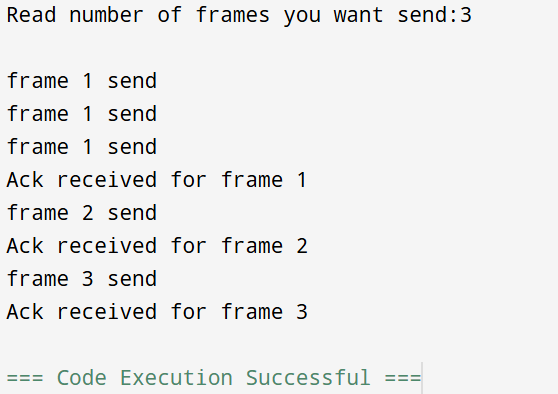 Read number of frames you want send:3
frame 1 send
frame 1 send
frame 1 send
Ack received for frame 1
frame 2 send
Ack received for frame 2
frame 3 send
Ack received for frame 3
=== Code Execution Successful ===